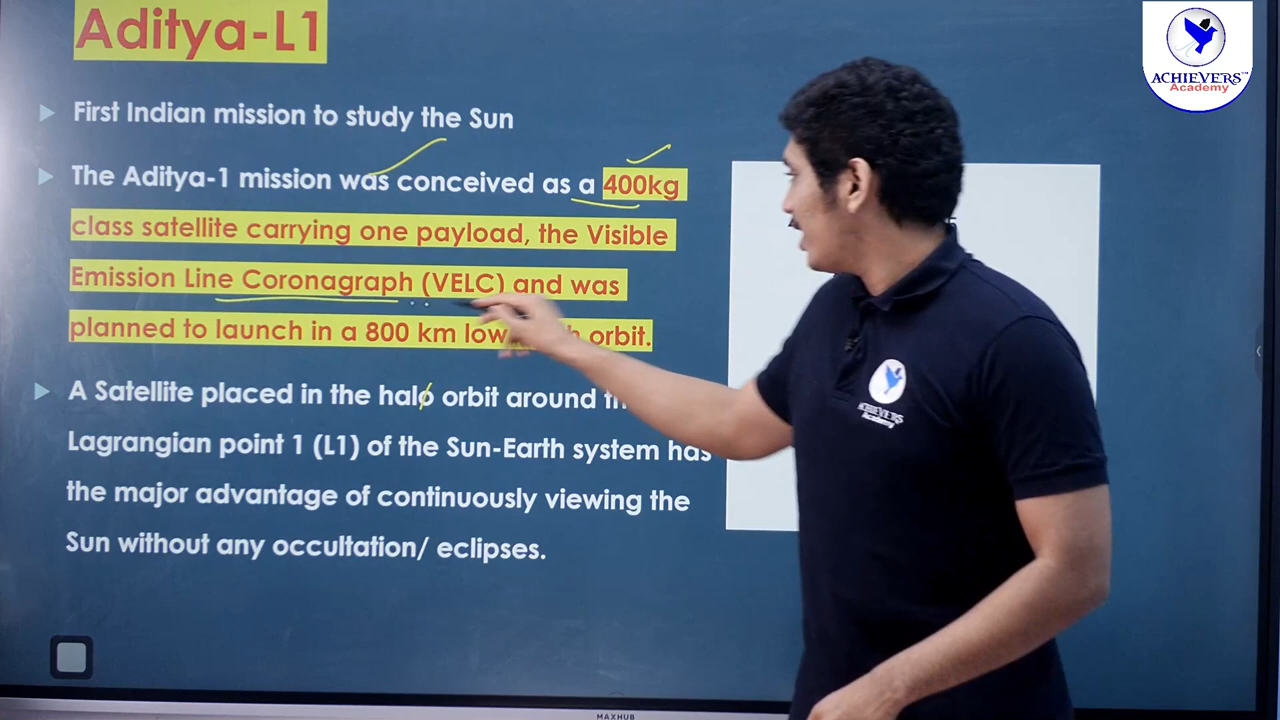 Aditya-L1
First Indian mission to study the Sun
The Aditya-1 mission was conceived as a 400kg
class satellite carrying one payload, the Visible
Emission Line Coronagraph (VELC) and was
planned to launch in a 800 km low orbit.
A Satellite placed in the halo orbit around
Lagrangian point 1 (L1) of the Sun-Earth system has
the major advantage of continuously viewing the
Sun without any occultation/ eclipses.
ACHIEVERS™
Academy
ACHIEVERS
Academy
MAXHUB